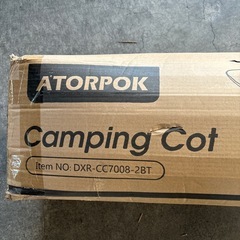 ATORPOK
Camping Cot
Item NO: DXR-CC7008-2BT